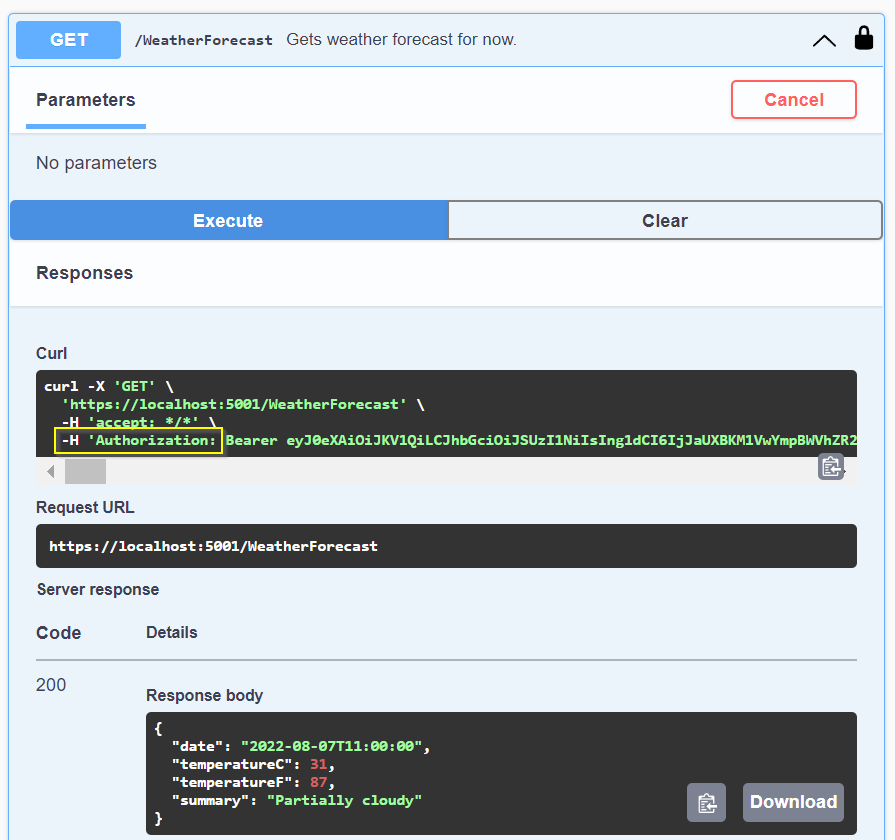 GET /WeatherForecast Gets weather forecast for now.
Parameters
Cancel
No parameters
Execute
Clear
Responses
Curl
curl -X 'GET' \
'https://localhost:5001/WeatherForecast' \
-H 'accept: */*' \
-H 'Authorization: Bearer eyJ0eXAiOiJKV1QiLCJhbGciOiJSUzI1NiIsIng1dCI6IjJaUXBKM1VwYmpBWVhZR2
Request URL
https://localhost:5001/WeatherForecast
Server response
Code Details
200
Response body
{
"date": "2022-08-07T11:00:00",
"temperatureC": 31,
"temperatureF": 87,
"summary": "Partially cloudy"
}
Download